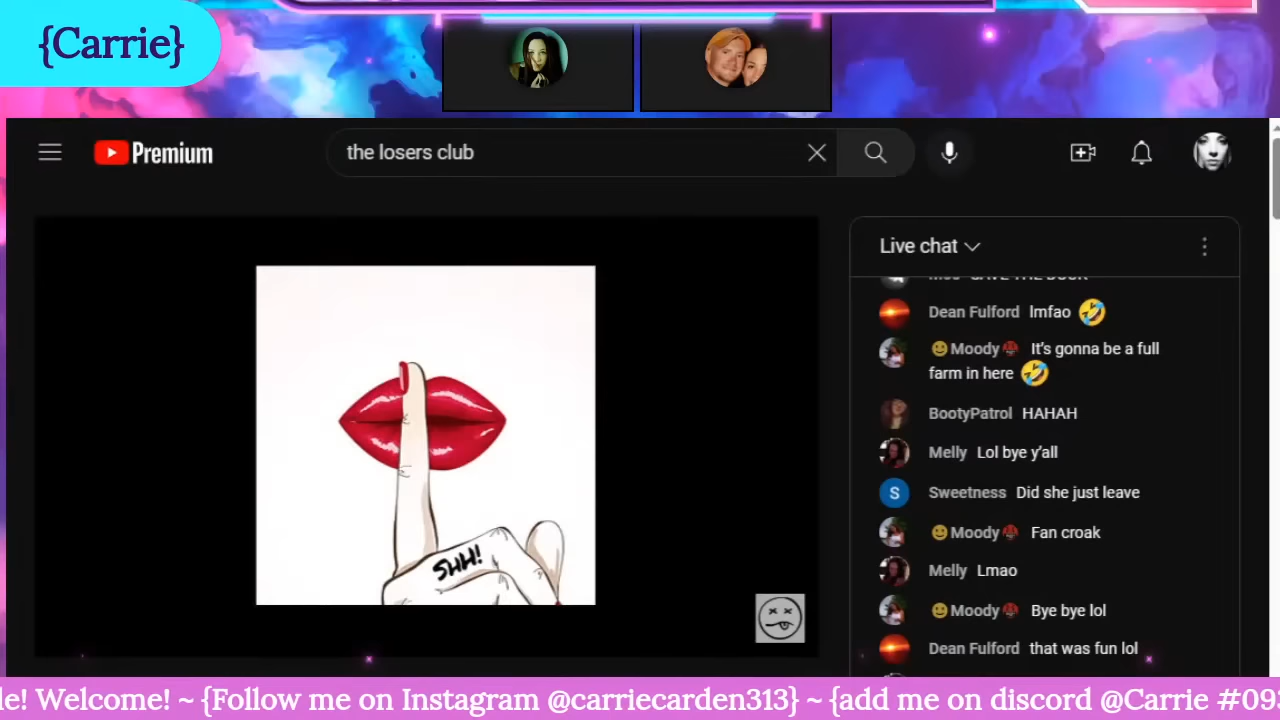 {Carrie}
Premium
the losers club
Live chat
Dean Fulford lmfao
Moody It's gonna be a full
farm in here
BootyPatrol HAHAH
Melly Lol bye y'all
S Sweetness Did she just leave
Moody Fan croak
Melly Lmao
Moody Bye bye lol
Dean Fulford that was fun lol
SHH!
Welcome! ~ {Follow me on Instagram @carriecarden313} ~ {add me on discord @Carrie